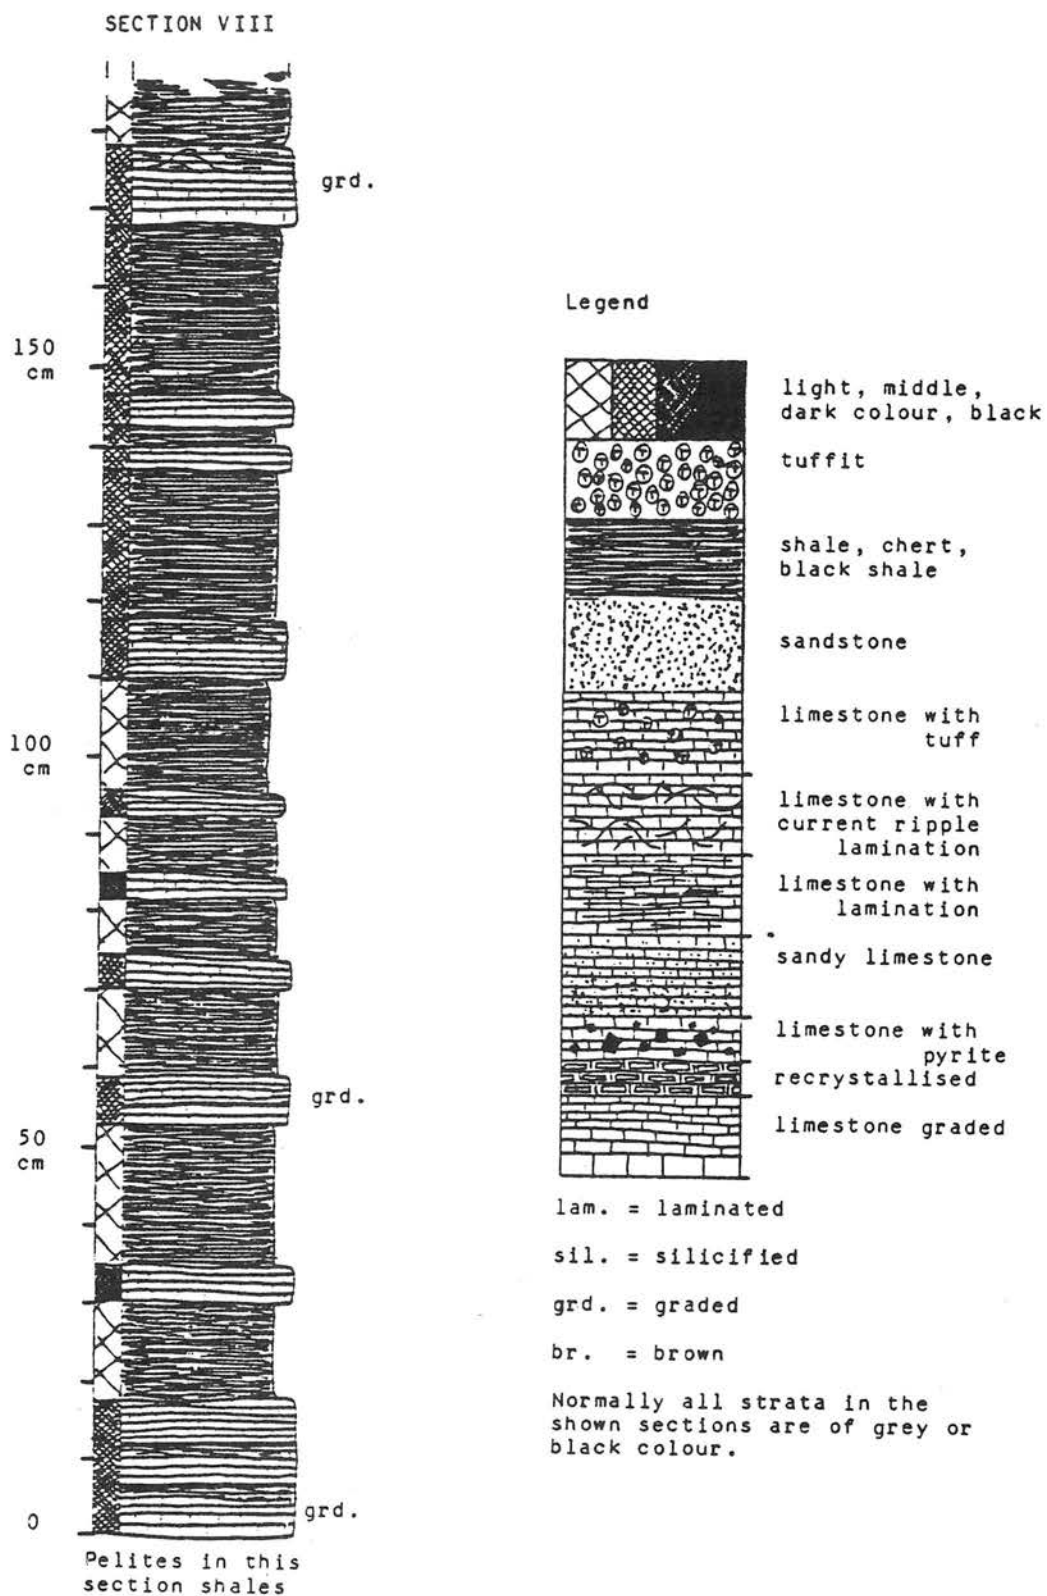 SECTION VIII
grd.
150
cm
100
cm
grd.
50
cm
grd.
0
Pelites in this
section shales
Legend
light, middle,
dark colour, black
tuffit
shale, chert,
black shale
sandstone
limestone with
tuff
limestone with
current ripple
lamination
limestone with
lamination
sandy limestone
limestone with
pyrite
recrystallised
limestone graded
lam. = laminated
sil. = silicified
grd. = graded
br. = brown
Normally all strata in the
shown sections are of grey or
black colour.